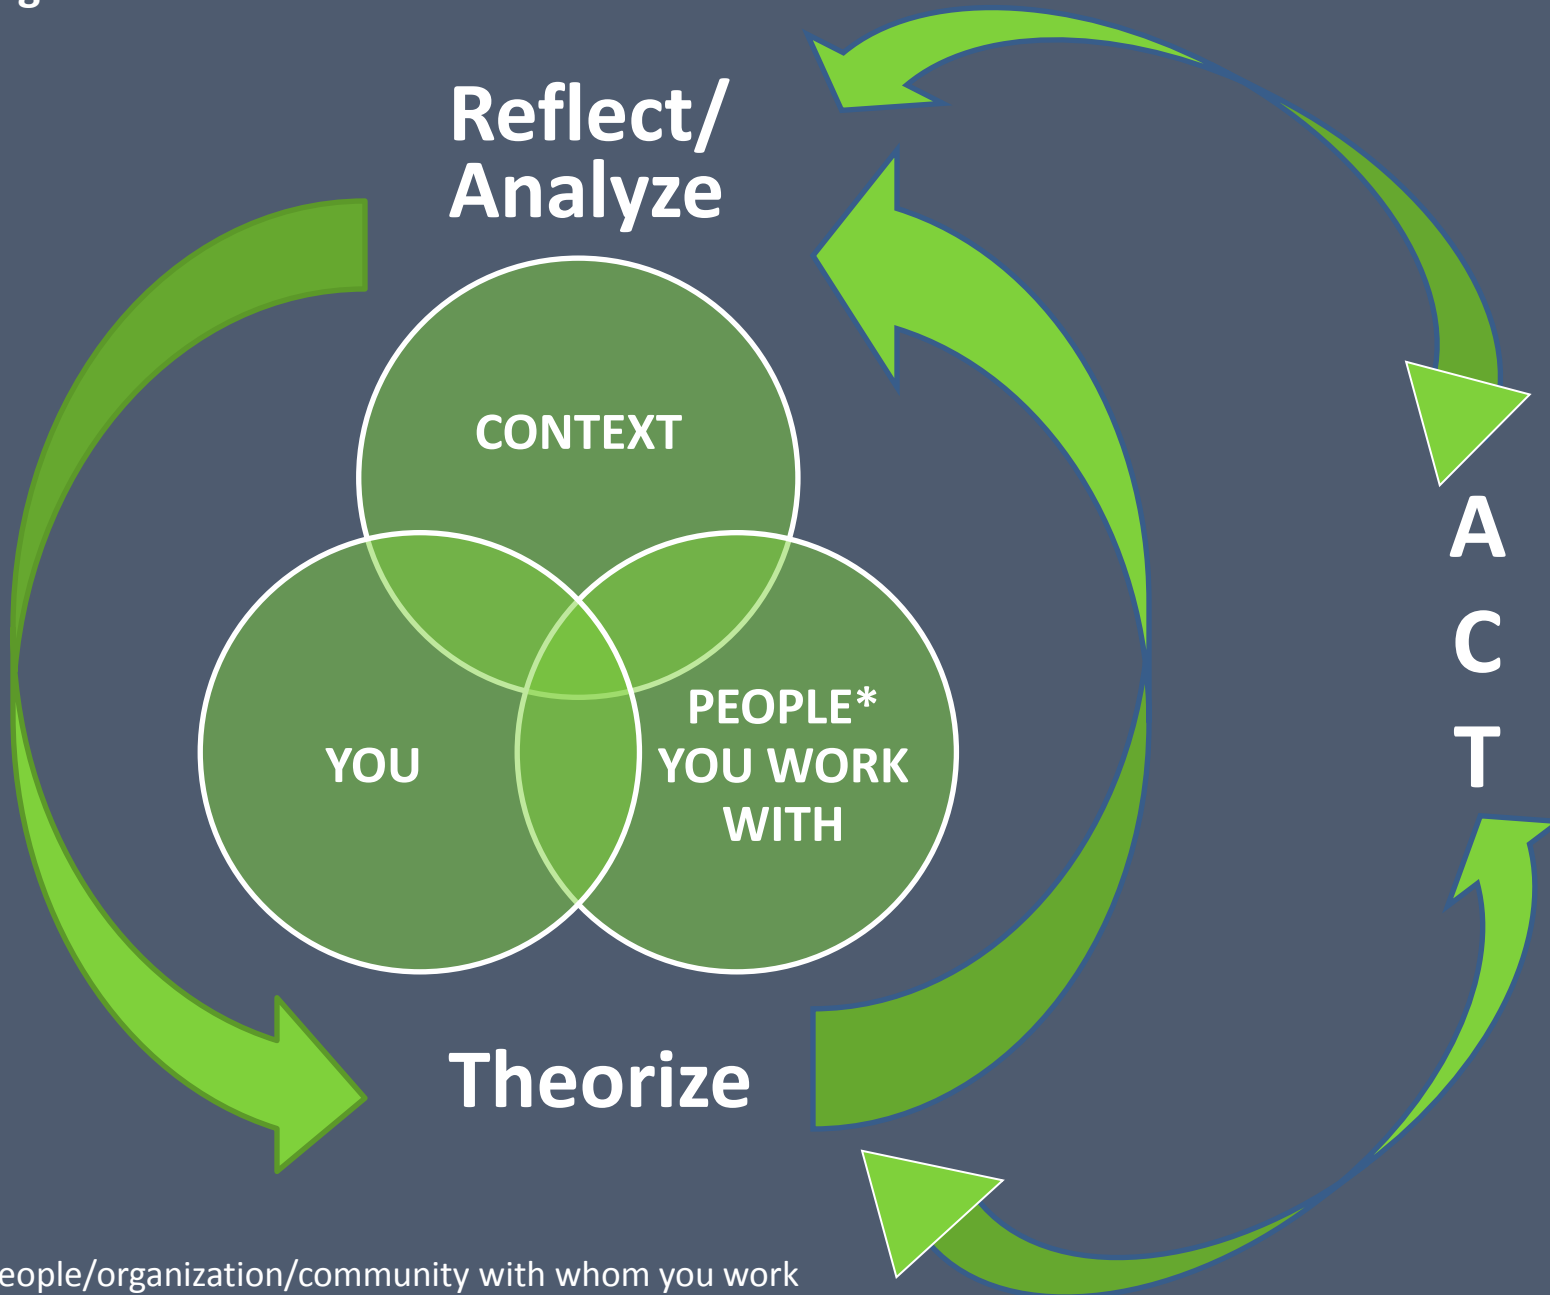 Reflect/
Analyze
CONTEXT
YOU
PEOPLE*
YOU WORK
WITH
A
C
T
Theorize
eople/organization/community with whom you work